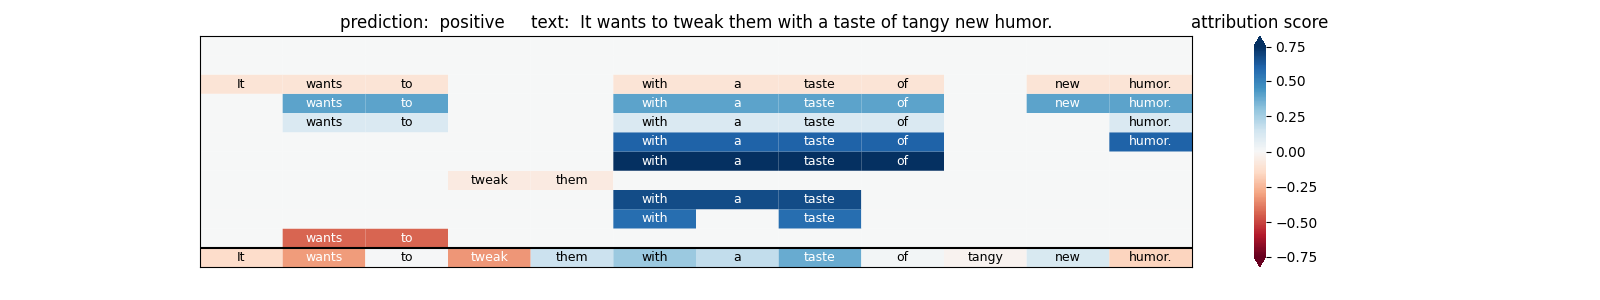 prediction:  positive     text:  It wants to tweak them with a taste of tangy new humor.     attribution score
It wants to with a taste of new humor.
wants to with a taste of new humor.
wants to with a taste of humor.
with a taste of humor.
with a taste of
tweak them
with a taste
with taste
wants to
It wants to tweak them with a taste of tangy new humor.
0.75
0.50
0.25
0.00
−0.25
−0.50
−0.75